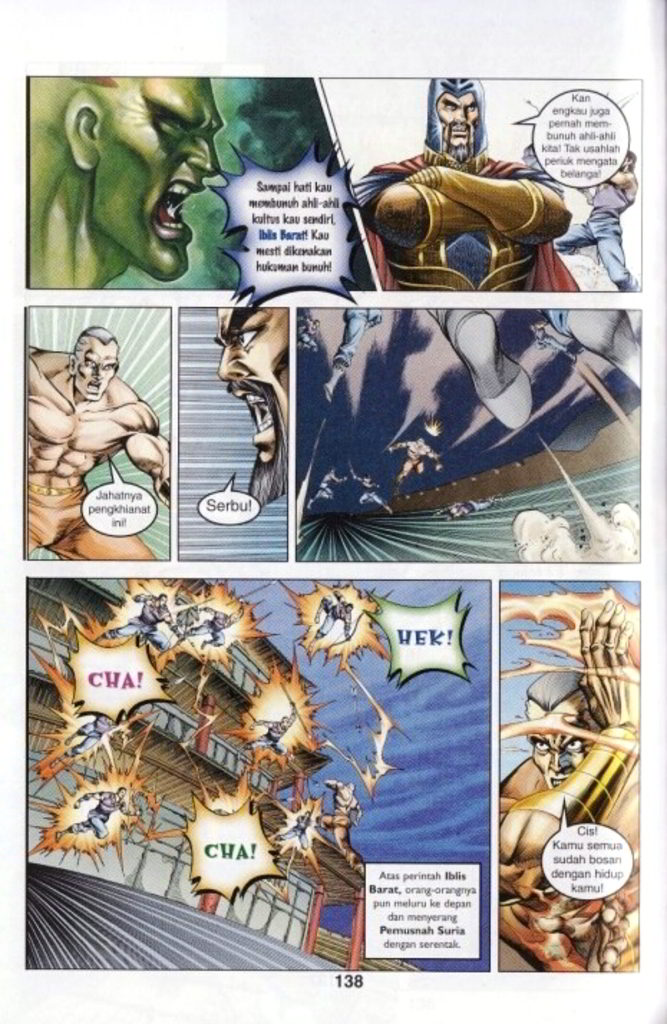 Sampai hati kau
membunuh ahli-ahli
kultus kau sendiri,
Iblis Barat! Kau
mesti dikenakan
hukuman bunuh!
Kan
engkau juga
pernah mem-
bunuh ahli-ahli
kita! Tak usahlah
periuk mengata
belanga!
Jahatnya
pengkhianat
ini!
Serbu!
CHA!
HEK!
CHA!
Atas perintah Iblis
Barat, orang-orangnya
pun meluru ke depan
dan menyerang
Pemusnah Suria
dengan serentak.
Cis!
Kamu semua
sudah bosan
dengan hidup
kamu!
138